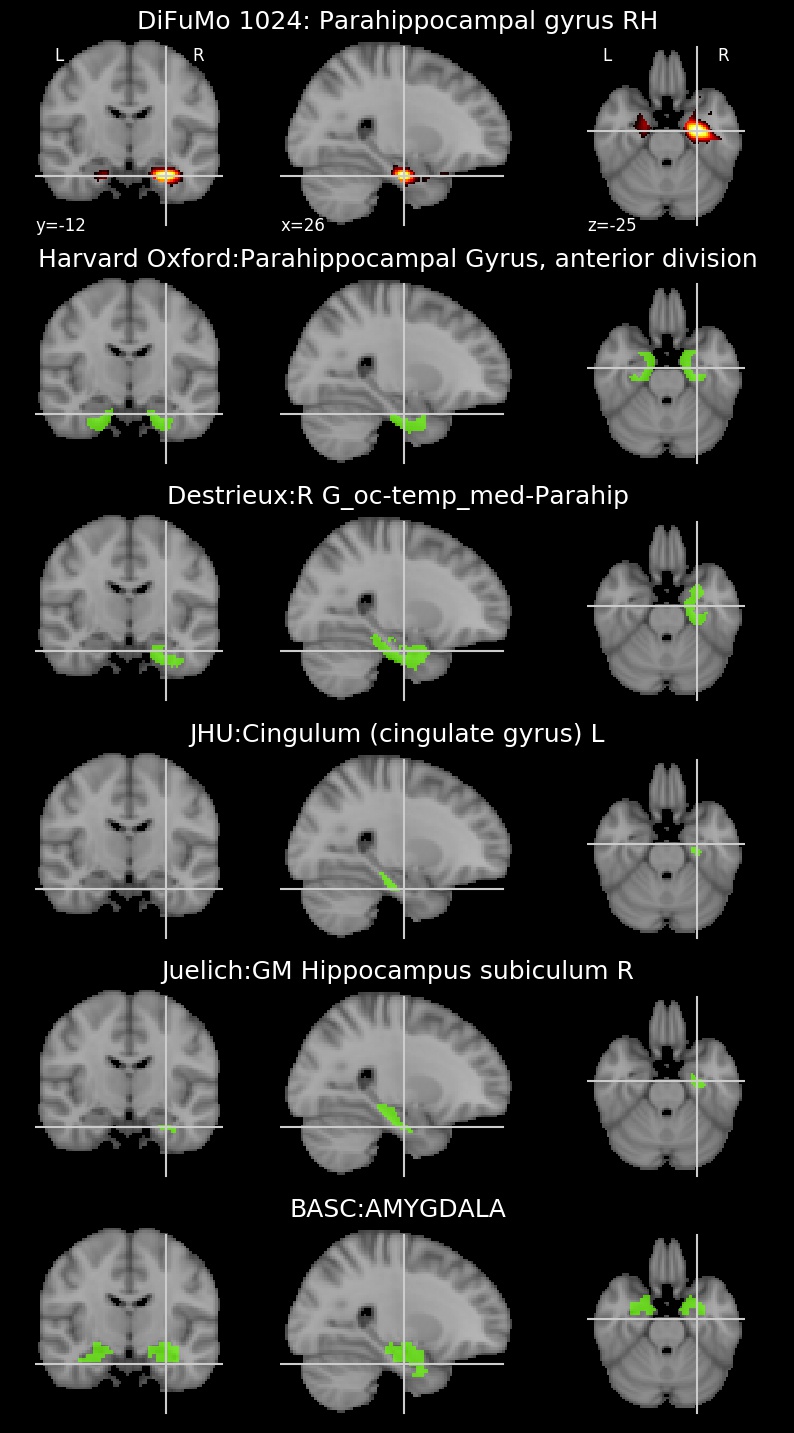 DiFuMo 1024: Parahippocampal gyrus RH
L R L R
y=-12 x=26 z=-25
Harvard Oxford:Parahippocampal Gyrus, anterior division
Destrieux:R G_oc-temp_med-Parahip
JHU:Cingulum (cingulate gyrus) L
Juelich:GM Hippocampus subiculum R
BASC:AMYGDALA